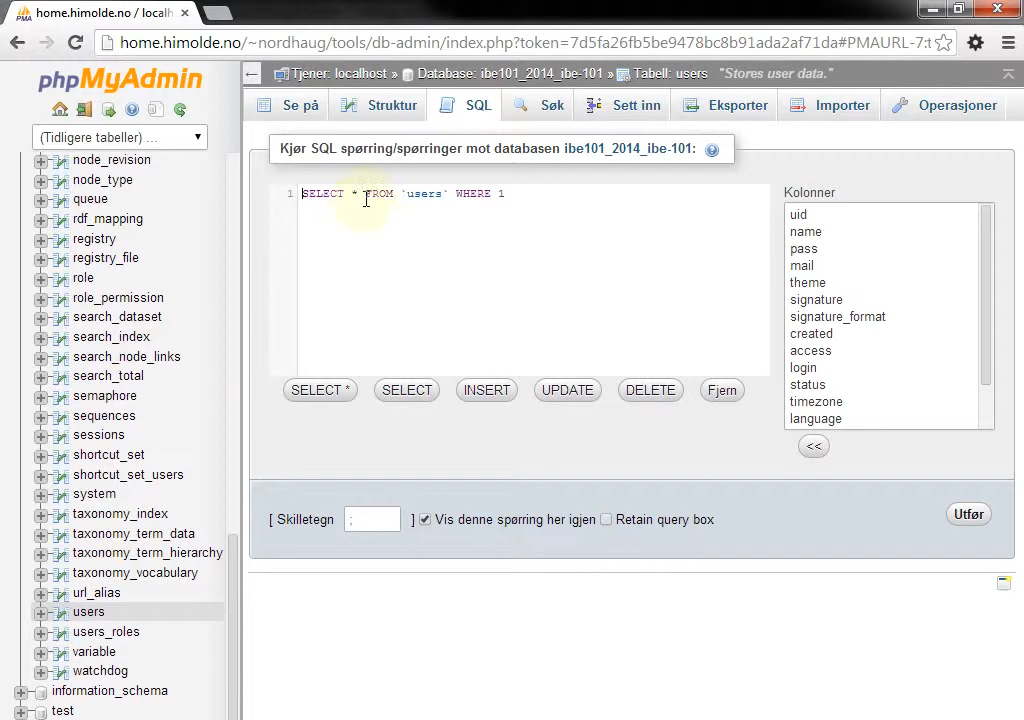 home.himolde.no / localh
home.himolde.no/~nordhaug/tools/db-admin/index.php?token=7d5fa26fb5be9478bc8b91ada2af71da#PMAURL-7:t
phpMyAdmin
(Tidligere tabeller) ...
node_revision
node_type
queue
rdf_mapping
registry
registry_file
role
role_permission
search_dataset
search_index
search_node_links
search_total
semaphore
sequences
sessions
shortcut_set
shortcut_set_users
system
taxonomy_index
taxonomy_term_data
taxonomy_term_hierarchy
taxonomy_vocabulary
url_alias
users
users_roles
variable
watchdog
information_schema
test
Tjener: localhost » Database: ibe101_2014_ibe-101 » Tabell: users "Stores user data."
Se på Struktur SQL Søk Sett inn Eksporter Importer Operasjoner
Kjør SQL spørring/spørringer mot databasen ibe101_2014_ibe-101:
1 SELECT * FROM `users` WHERE 1
SELECT * SELECT INSERT UPDATE DELETE Fjern
Kolonner
uid
name
pass
mail
theme
signature
signature_format
created
access
login
status
timezone
language
<<
[ Skilletegn ; ] Vis denne spørring her igjen Retain query box
Utfør